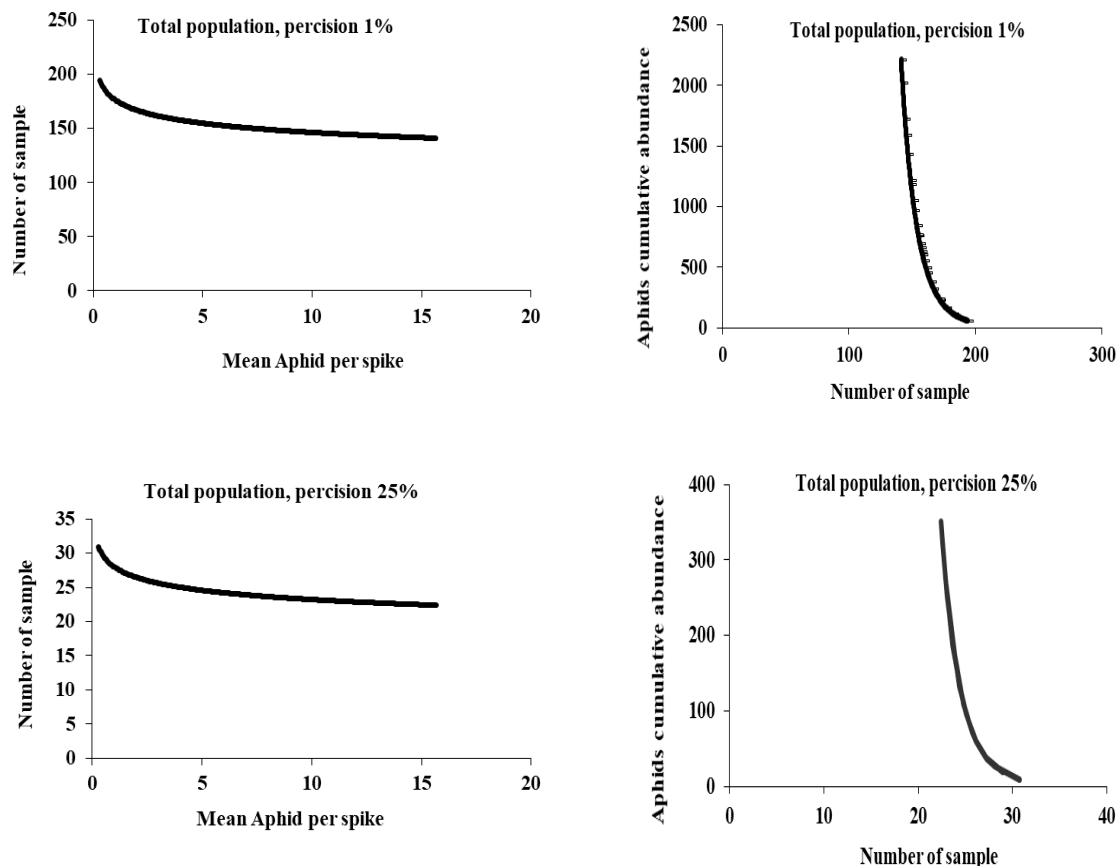 Total population, percision 1%
250
200
150
100
50
0
0 5 10 15 20
Number of sample
Mean Aphid per spike
Total population, percision 1%
2500
2000
1500
1000
500
0
0 100 200 300
Aphids cumulative abundance
Number of sample
Total population, percision 25%
35
30
25
20
15
10
5
0
0 5 10 15 20
Number of sample
Mean Aphid per spike
Total population, percision 25%
400
300
200
100
0
0 10 20 30 40
Aphids cumulative abundance
Number of sample